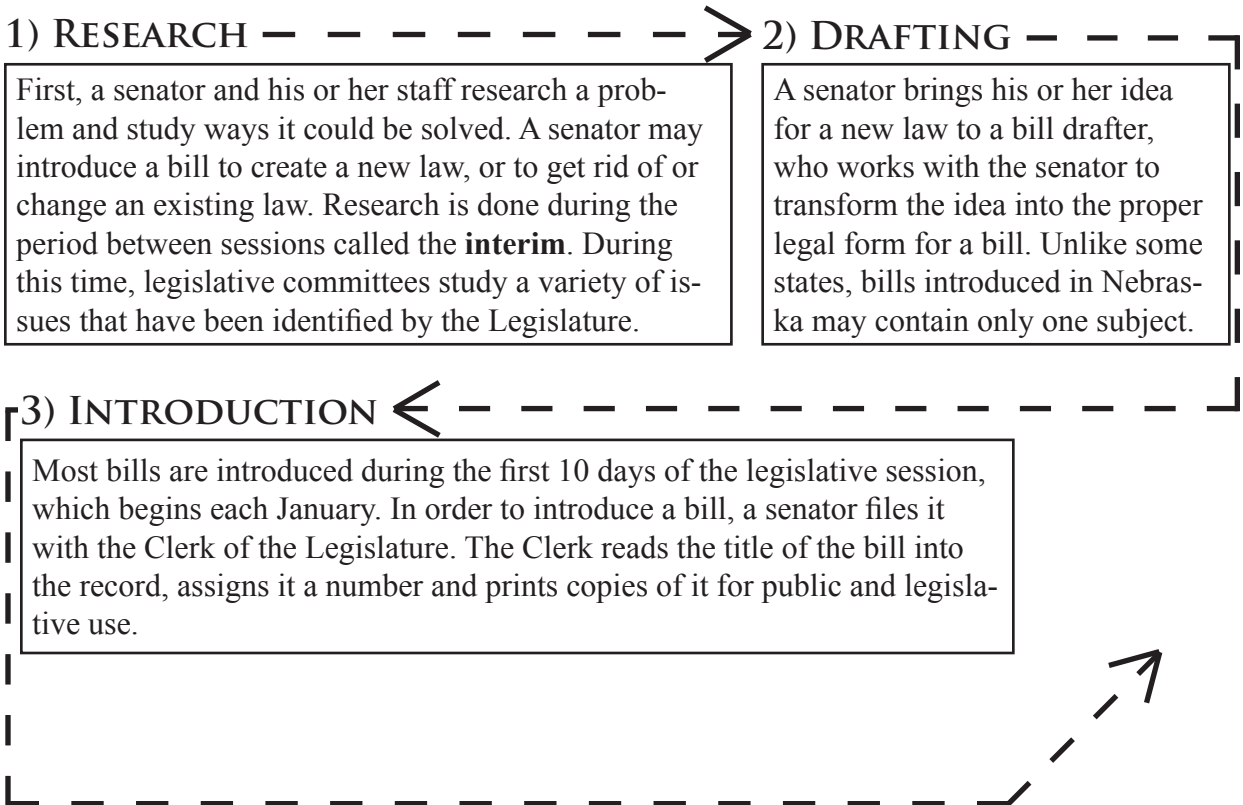 1) RESEARCH
First, a senator and his or her staff research a prob-
lem and study ways it could be solved. A senator may
introduce a bill to create a new law, or to get rid of or
change an existing law. Research is done during the
period between sessions called the interim. During
this time, legislative committees study a variety of is-
sues that have been identified by the Legislature.
2) DRAFTING
A senator brings his or her idea
for a new law to a bill drafter,
who works with the senator to
transform the idea into the proper
legal form for a bill. Unlike some
states, bills introduced in Nebras-
ka may contain only one subject.
3) INTRODUCTION
Most bills are introduced during the first 10 days of the legislative session,
which begins each January. In order to introduce a bill, a senator files it
with the Clerk of the Legislature. The Clerk reads the title of the bill into
the record, assigns it a number and prints copies of it for public and legisla-
tive use.